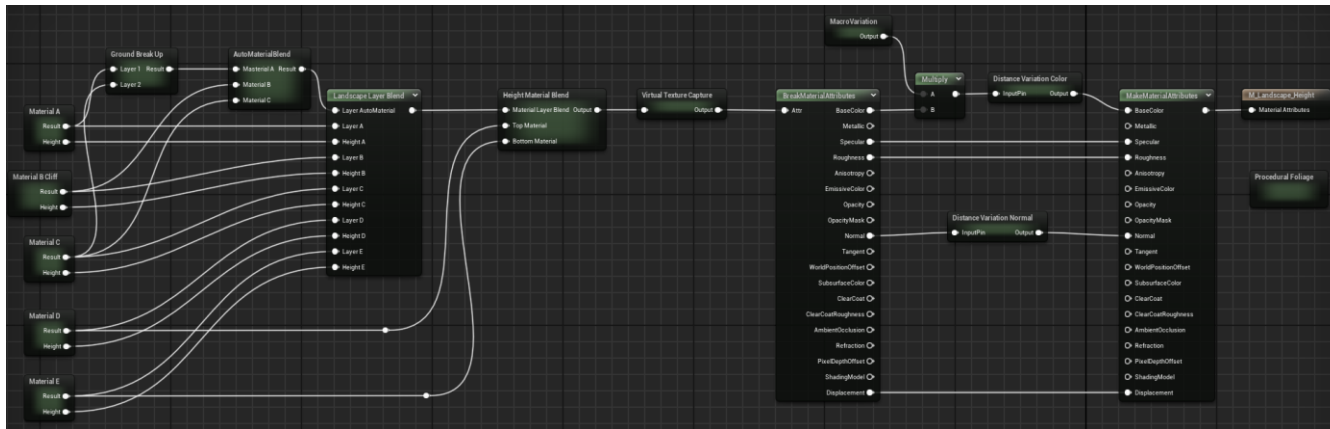 MacroVariation
Output
Ground Break Up
Layer 1 Result
Layer 2
AutoMaterialBlend
Masterial A Result
Material B
Material C
Material A
Result
Height
Material B Cliff
Result
Height
Material C
Result
Height
Material D
Result
Height
Material E
Result
Height
Landscape Layer Blend
Layer AutoMaterial
Layer A
Height A
Layer B
Height B
Layer C
Height C
Layer D
Height D
Layer E
Height E
Height Material Blend
Material Layer Blend Output
Top Material
Bottom Material
Virtual Texture Capture
Output
BreakMaterialAttributes
Attr BaseColor
Metallic
Specular
Roughness
Anisotropy
EmissiveColor
Opacity
OpacityMask
Normal
Tangent
WorldPositionOffset
SubsurfaceColor
ClearCoat
ClearCoatRoughness
AmbientOcclusion
Refraction
PixelDepthOffset
ShadingModel
Displacement
Multiply
A
B
Distance Variation Color
InputPin Output
Distance Variation Normal
InputPin Output
MakeMaterialAttributes
BaseColor
Metallic
Specular
Roughness
Anisotropy
EmissiveColor
Opacity
OpacityMask
Normal
Tangent
WorldPositionOffset
SubsurfaceColor
ClearCoat
ClearCoatRoughness
AmbientOcclusion
Refraction
PixelDepthOffset
ShadingModel
Displacement
M_Landscape_Height
Material Attributes
Procedural Foliage